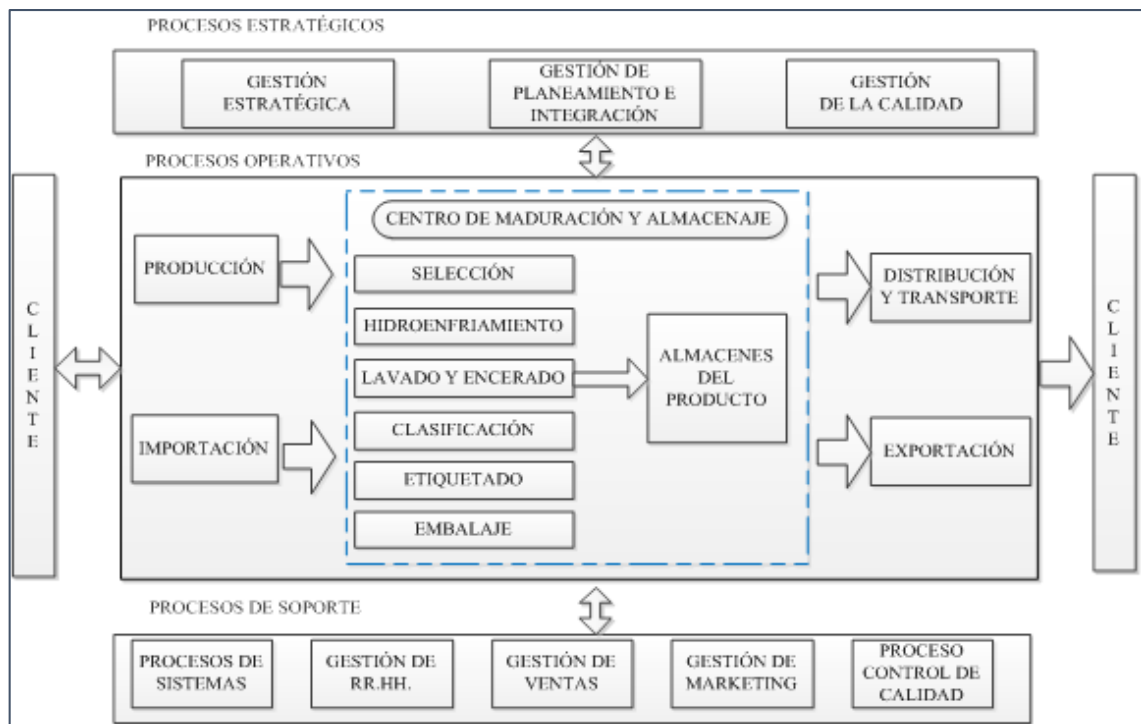 PROCESOS ESTRATÉGICOS
GESTIÓN
ESTRATÉGICA
GESTIÓN DE
PLANEAMIENTO E
INTEGRACIÓN
GESTIÓN
DE LA CALIDAD
PROCESOS OPERATIVOS
CLIENTE
PRODUCCIÓN
IMPORTACIÓN
CENTRO DE MADURACIÓN Y ALMACENAJE
SELECCIÓN
HIDROENFRIAMIENTO
LAVADO Y ENCERADO
CLASIFICACIÓN
ETIQUETADO
EMBALAJE
ALMACENES
DEL
PRODUCTO
DISTRIBUCIÓN
Y TRANSPORTE
EXPORTACIÓN
CLIENTE
PROCESOS DE SOPORTE
PROCESOS DE
SISTEMAS
GESTIÓN DE
RR.HH.
GESTIÓN DE
VENTAS
GESTIÓN DE
MARKETING
PROCESO
CONTROL DE
CALIDAD